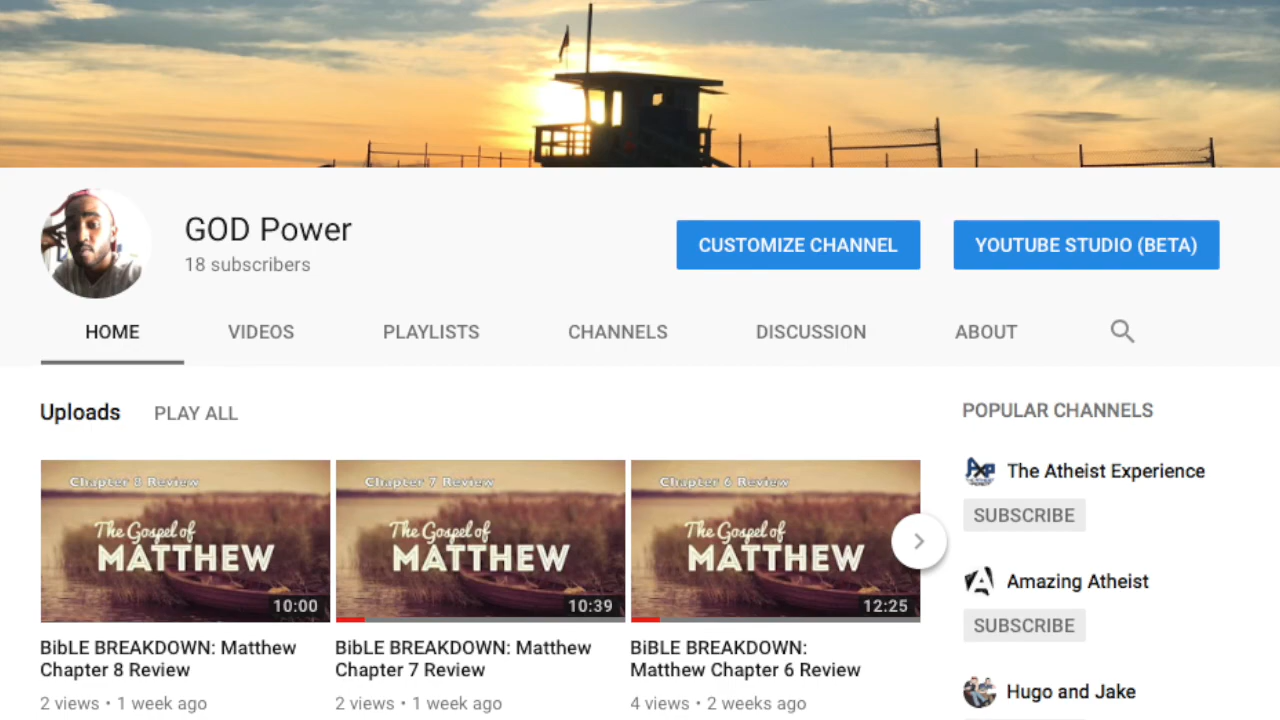 GOD Power
18 subscribers
CUSTOMIZE CHANNEL
YOUTUBE STUDIO (BETA)
HOME
VIDEOS
PLAYLISTS
CHANNELS
DISCUSSION
ABOUT
Uploads
PLAY ALL
Chapter 8 Review
The Gospel of
MATTHEW
10:00
BibLE BREAKDOWN: Matthew
Chapter 8 Review
2 views • 1 week ago
Chapter 7 Review
The Gospel of
MATTHEW
10:39
BibLE BREAKDOWN: Matthew
Chapter 7 Review
2 views • 1 week ago
Chapter 6 Review
The Gospel of
MATTHEW
12:25
BiBLE BREAKDOWN:
Matthew Chapter 6 Review
4 views • 2 weeks ago
POPULAR CHANNELS
The Atheist Experience
SUBSCRIBE
Amazing Atheist
SUBSCRIBE
Hugo and Jake